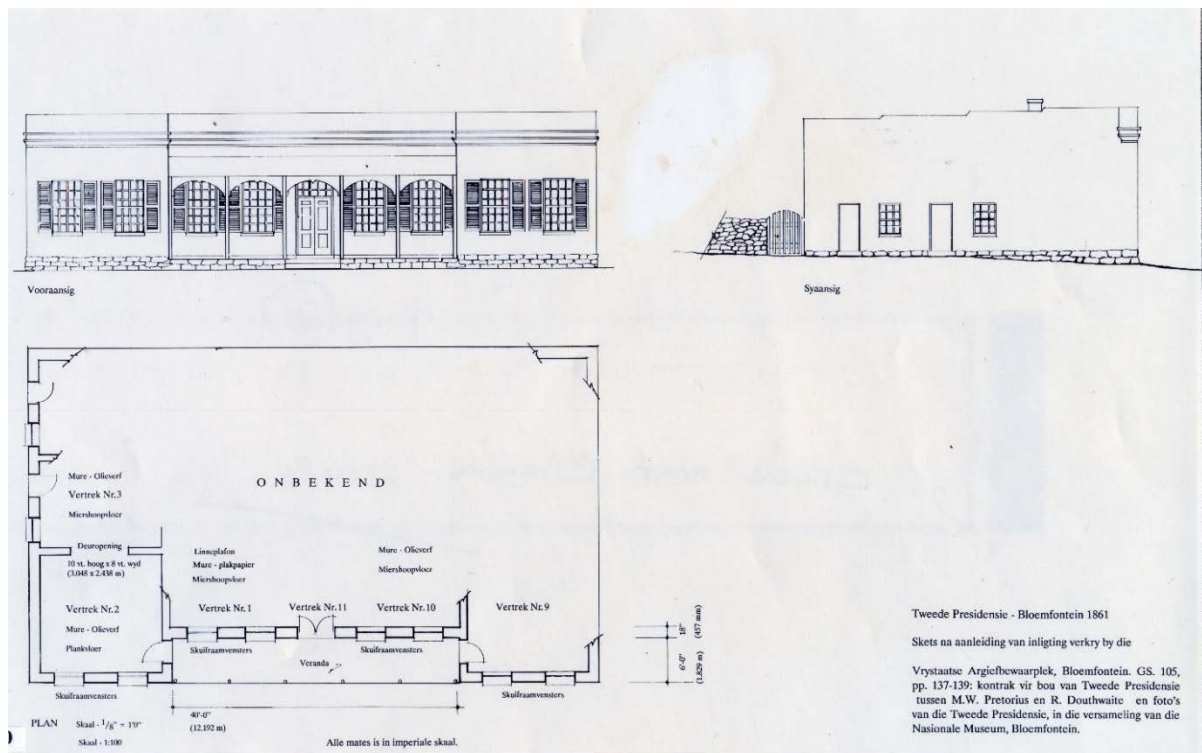 Vooraansig
Syaansig
Mure - Olieverf
Vertrek Nr.3
Miershoopvloer
ONBEKEND
Deuropening
10 vt. hoog x 8 vt. wyd
(3.048 x 2.438 m)
Linneplafon
Mure - plakpapier
Miershoopvloer
Mure - Olieverf
Miershoopvloer
Vertrek Nr.2
Mure - Olieverf
Plankvloer
Vertrek Nr.1
Vertrek Nr.11
Vertrek Nr.10
Vertrek Nr.9
Skuifraamvensters
Veranda
Skuifraamvensters
Skuifraamvensters
Skuifraamvensters
18"
(457 mm)
6'-0"
(1.829 m)
40'-0"
(12.192 m)
PLAN
Skaal - 1/8" = 1'0"
Skaal - 1:100
Alle mates is in imperiale skaal.
Tweede Presidensie - Bloemfontein 1861
Skets na aanleiding van inligting verkry by die
Vrystaatse Argiefbewaarplek, Bloemfontein. GS. 105,
pp. 137-139: kontrak vir bou van Tweede Presidensie
tussen M.W. Pretorius en R. Douthwaite en foto's
van die Tweede Presidensie, in die versameling van die
Nasionale Museum, Bloemfontein.